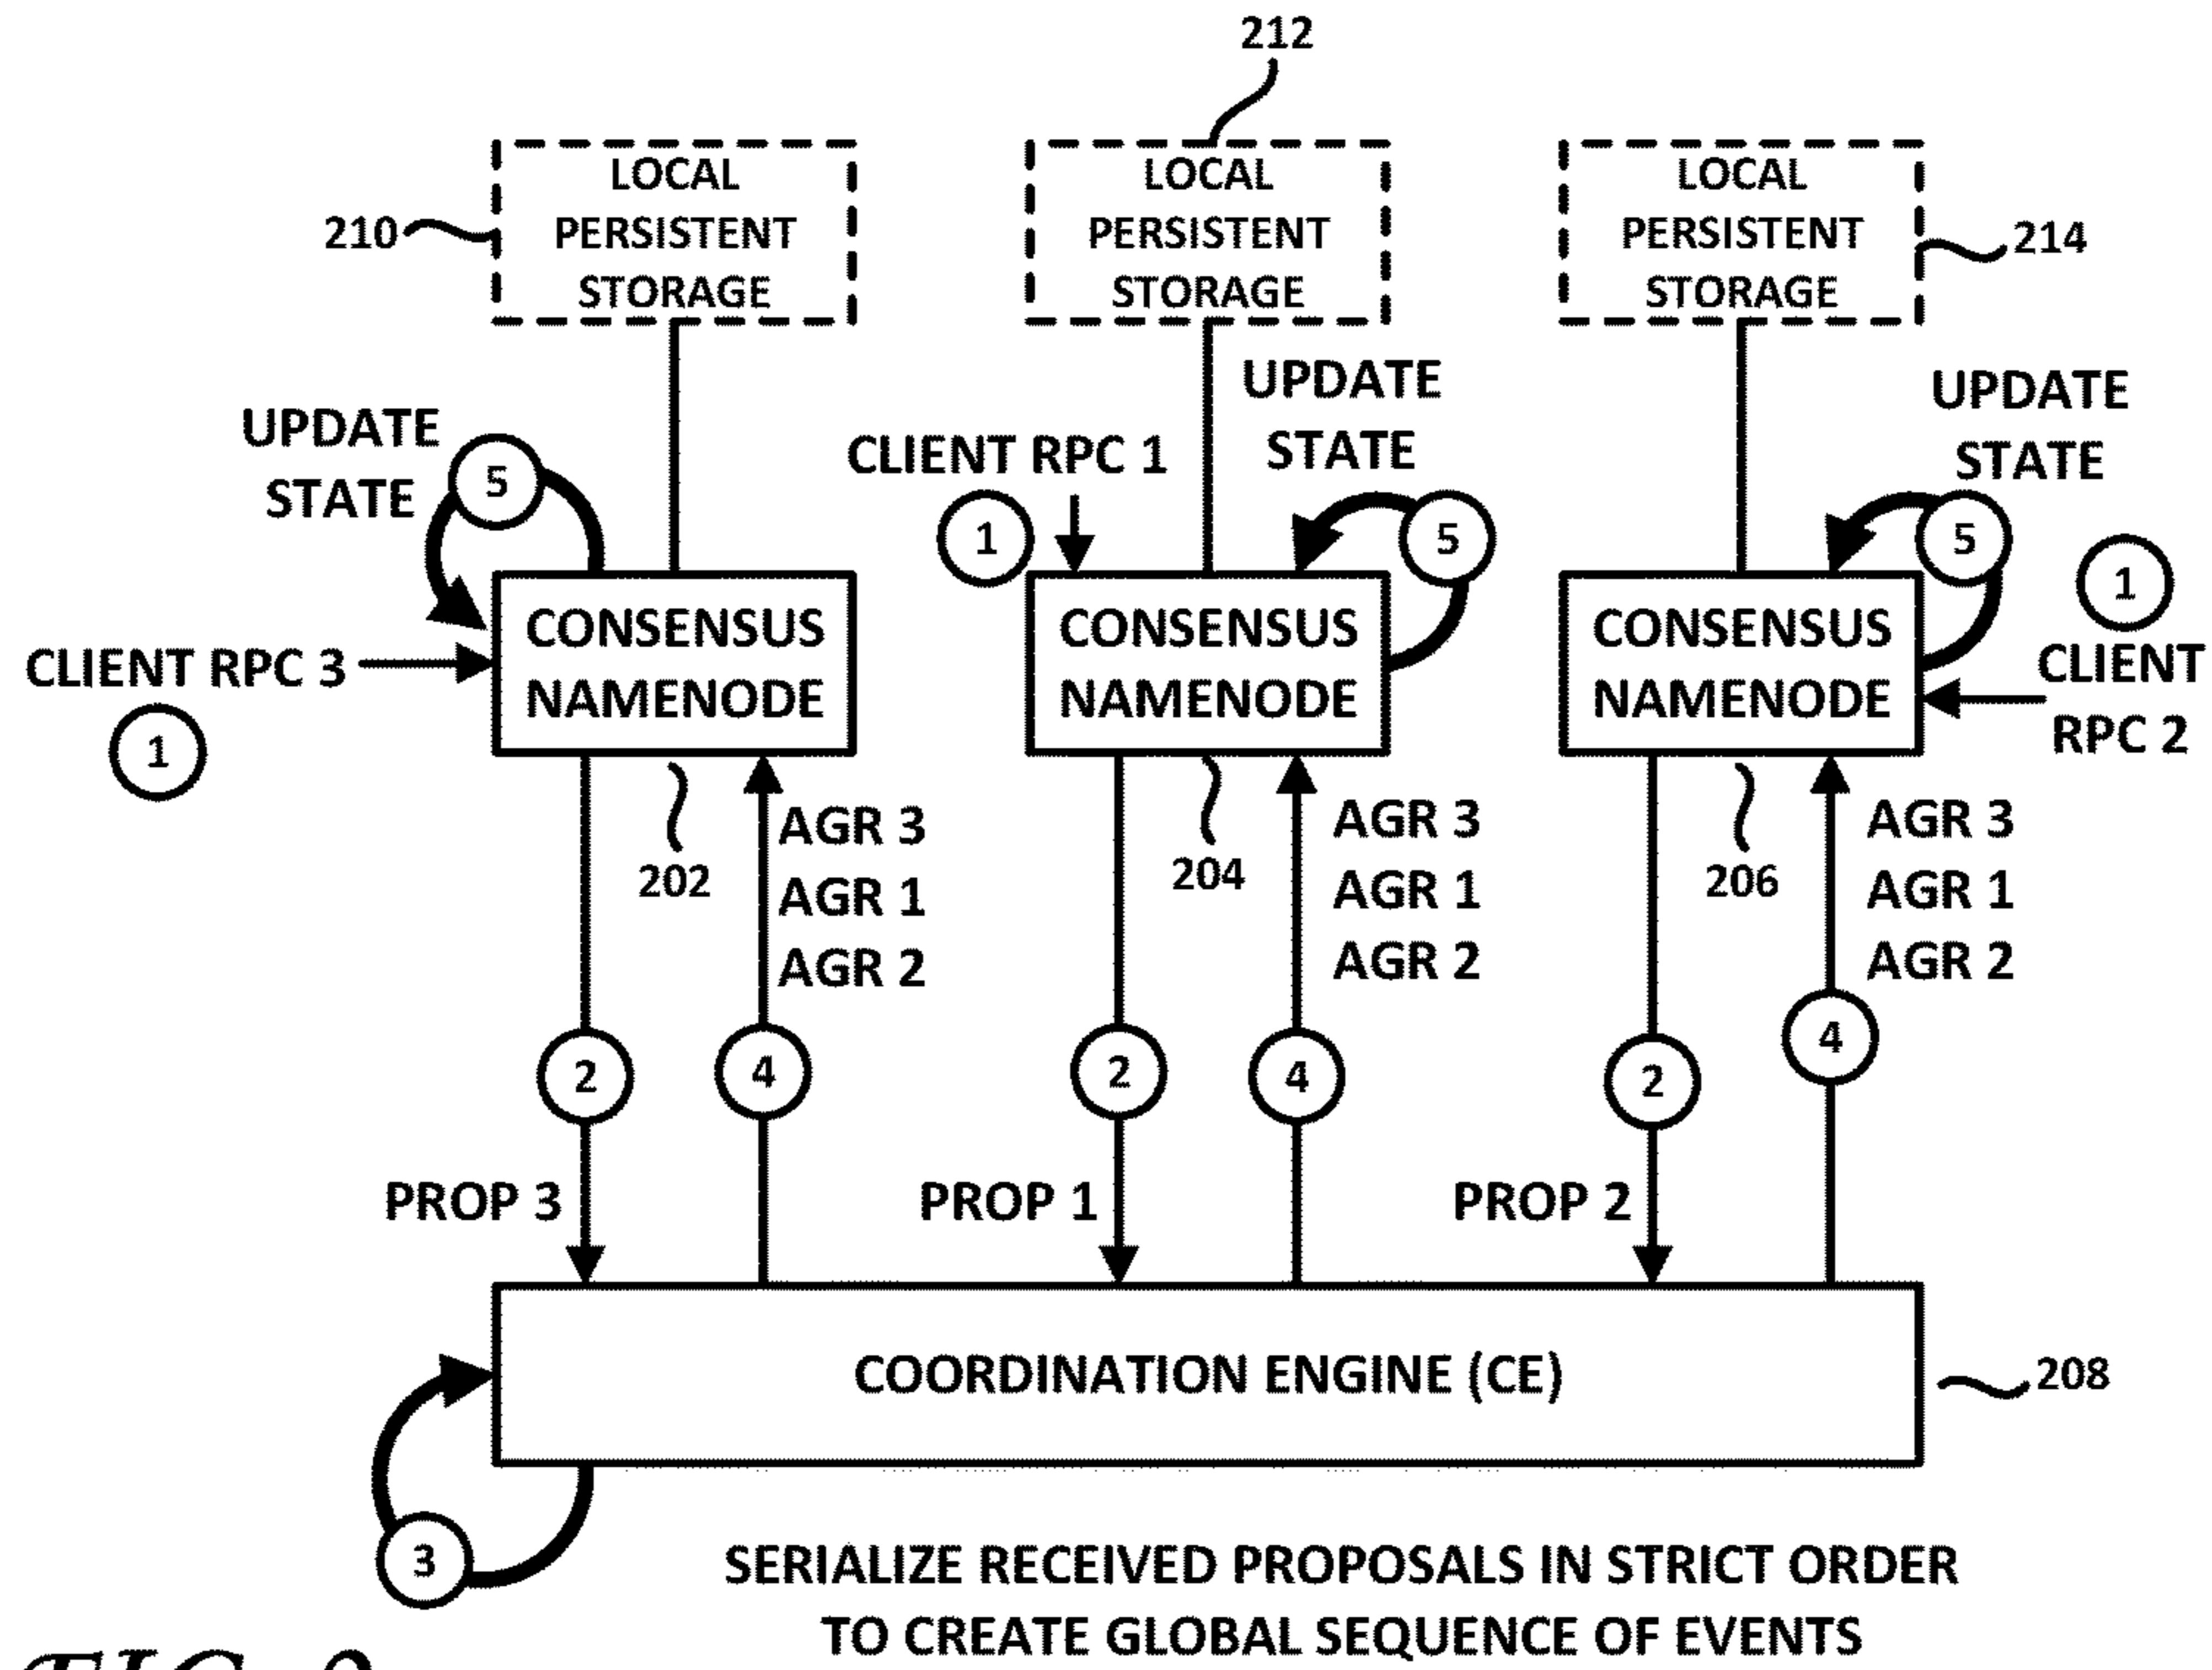 212
LOCAL
PERSISTENT
STORAGE
LOCAL
PERSISTENT
STORAGE
LOCAL
PERSISTENT
STORAGE
210
214
UPDATE
STATE
5
CLIENT RPC 1
1
UPDATE
STATE
5
UPDATE
STATE
5
1
CLIENT
RPC 2
CLIENT RPC 3
1
CONSENSUS
NAMENODE
CONSENSUS
NAMENODE
CONSENSUS
NAMENODE
202
AGR 3
AGR 1
AGR 2
204
AGR 3
AGR 1
AGR 2
206
AGR 3
AGR 1
AGR 2
2
4
2
4
2
4
PROP 3
PROP 1
PROP 2
COORDINATION ENGINE (CE)
208
3
SERIALIZE RECEIVED PROPOSALS IN STRICT ORDER
TO CREATE GLOBAL SEQUENCE OF EVENTS